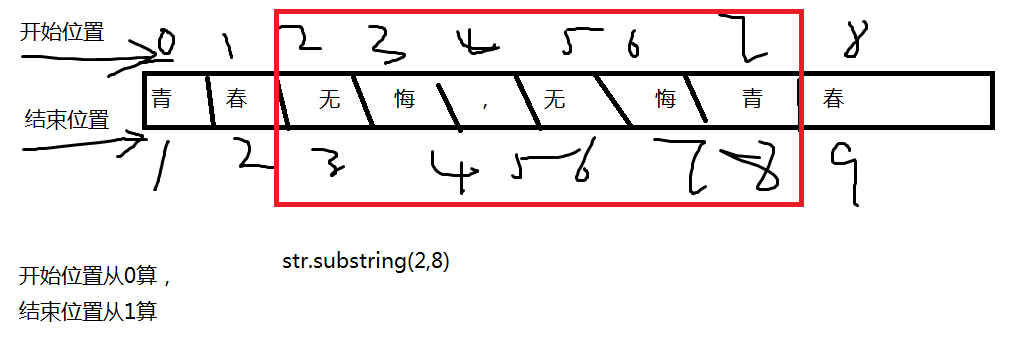 开始位置 0 1 2 3 4 5 6 7 8
青 春 无 悔 , 无 悔 青 春
结束位置 1 2 3 4 5 6 7 8 9
str.substring(2,8)
开始位置从0算，
结束位置从1算